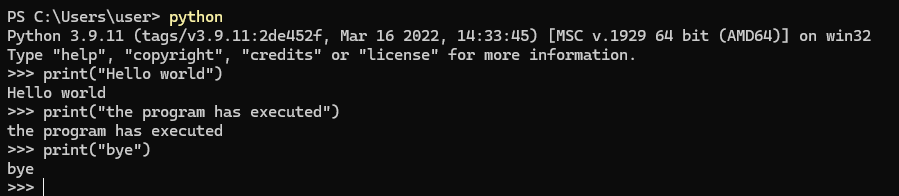 PS C:\Users\user> python
Python 3.9.11 (tags/v3.9.11:2de452f, Mar 16 2022, 14:33:45) [MSC v.1929 64 bit (AMD64)] on win32
Type "help", "copyright", "credits" or "license" for more information.
>>> print("Hello world")
Hello world
>>> print("the program has executed")
the program has executed
>>> print("bye")
bye
>>>